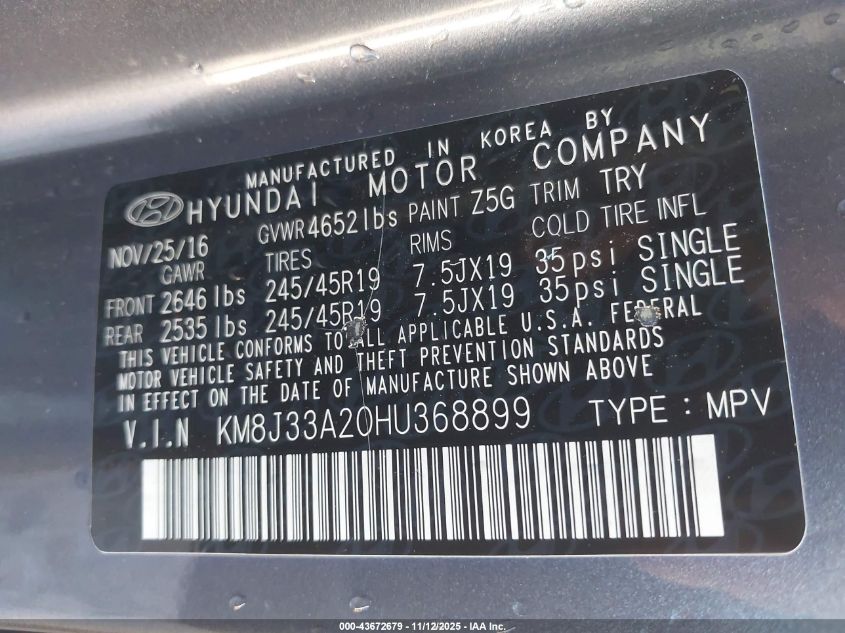 MANUFACTURED IN KOREA BY
HYUNDAI MOTOR COMPANY
NOV/25/16 GVWR 4652 lbs PAINT Z5G TRIM TRY
GAWR TIRES RIMS COLD TIRE INFL
FRONT 2646 lbs 245/45R19 7.5JX19 35psi SINGLE
REAR 2535 lbs 245/45R19 7.5JX19 35psi SINGLE
THIS VEHICLE CONFORMS TO ALL APPLICABLE U.S.A. FEDERAL
MOTOR VEHICLE SAFETY AND THEFT PREVENTION STANDARDS
IN EFFECT ON THE DATE OF MANUFACTURE SHOWN ABOVE
V.I.N KM8J33A20HU368899 TYPE : MPV
000-43672679 - 11/12/2025 - IAA Inc.